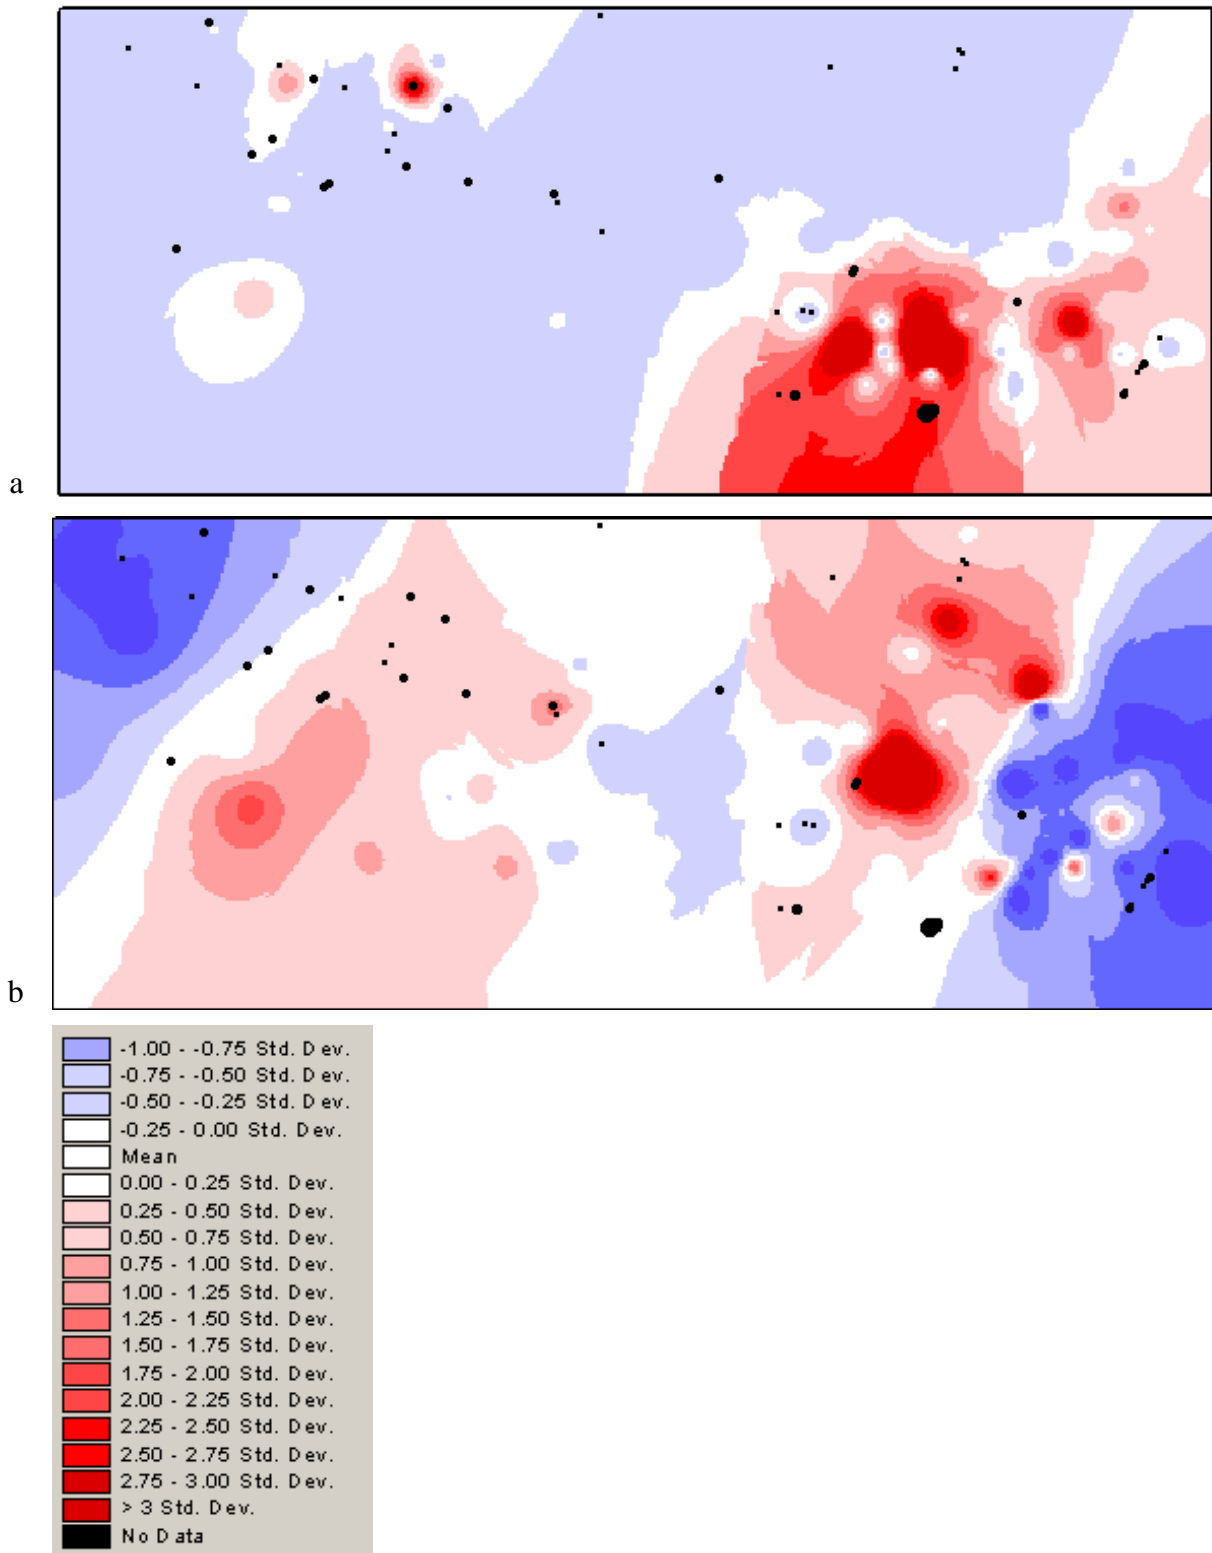 a
b
-1.00 - -0.75 Std. Dev.
-0.75 - -0.50 Std. Dev.
-0.50 - -0.25 Std. Dev.
-0.25 - 0.00 Std. Dev.
Mean
0.00 - 0.25 Std. Dev.
0.25 - 0.50 Std. Dev.
0.50 - 0.75 Std. Dev.
0.75 - 1.00 Std. Dev.
1.00 - 1.25 Std. Dev.
1.25 - 1.50 Std. Dev.
1.50 - 1.75 Std. Dev.
1.75 - 2.00 Std. Dev.
2.00 - 2.25 Std. Dev.
2.25 - 2.50 Std. Dev.
2.50 - 2.75 Std. Dev.
2.75 - 3.00 Std. Dev.
> 3 Std. Dev.
No Data